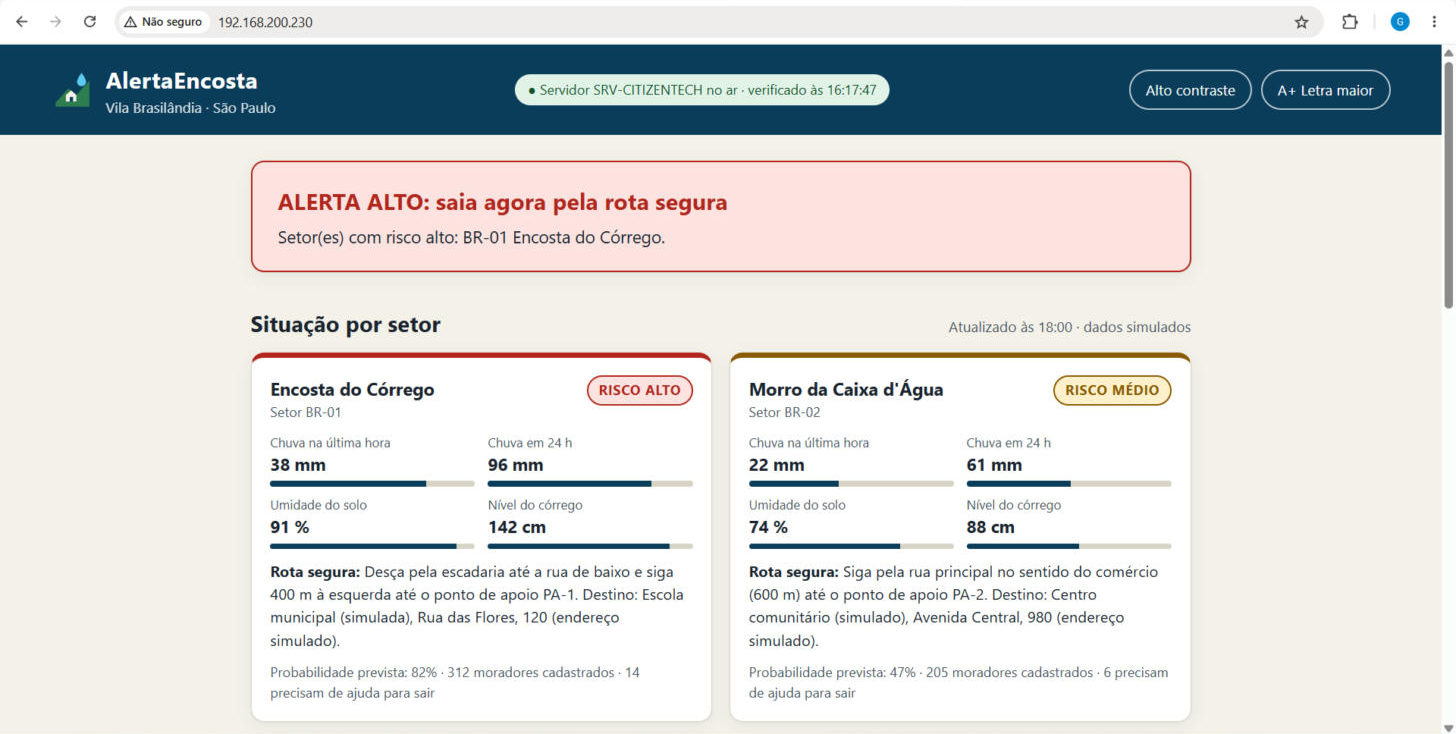 Não seguro
192.168.200.230
G
AlertaEncosta
Vila Brasilândia · São Paulo
● Servidor SRV-CITIZENTECH no ar · verificado às 16:17:47
Alto contraste
A+ Letra maior
ALERTA ALTO: saia agora pela rota segura
Setor(es) com risco alto: BR-01 Encosta do Córrego.
Situação por setor
Atualizado às 18:00 · dados simulados
Encosta do Córrego
RISCO ALTO
Setor BR-01
Chuva na última hora
Chuva em 24 h
38 mm
96 mm
Umidade do solo
Nível do córrego
91 %
142 cm
Rota segura: Desça pela escadaria até a rua de baixo e siga
400 m à esquerda até o ponto de apoio PA-1. Destino: Escola
municipal (simulada), Rua das Flores, 120 (endereço
simulado).
Probabilidade prevista: 82% · 312 moradores cadastrados · 14
precisam de ajuda para sair
Morro da Caixa d'Água
RISCO MÉDIO
Setor BR-02
Chuva na última hora
Chuva em 24 h
22 mm
61 mm
Umidade do solo
Nível do córrego
74 %
88 cm
Rota segura: Siga pela rua principal no sentido do comércio
(600 m) até o ponto de apoio PA-2. Destino: Centro
comunitário (simulado), Avenida Central, 980 (endereço
simulado).
Probabilidade prevista: 47% · 205 moradores cadastrados · 6 precisam
de ajuda para sair